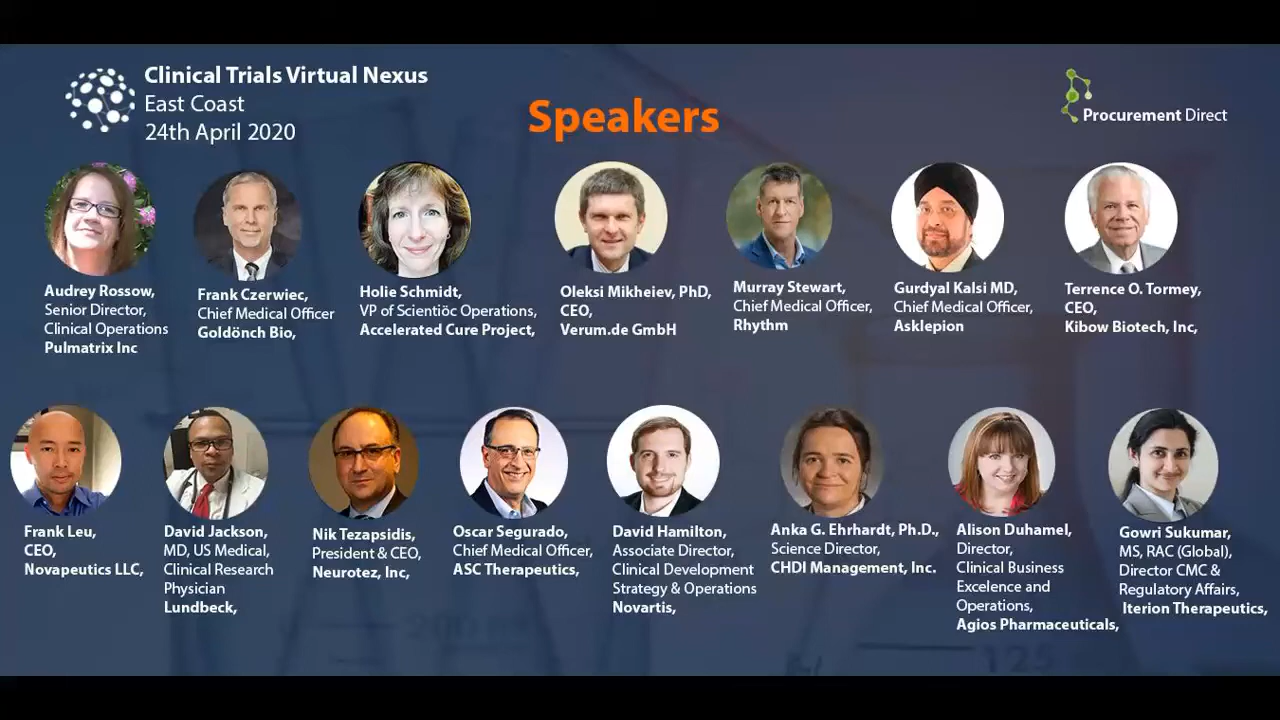 Clinical Trials Virtual Nexus
East Coast
24th April 2020
Speakers
Procurement Direct
Audrey Rossow,
Senior Director,
Clinical Operations
Pulmatrix Inc
Frank Czerwiec,
Chief Medical Officer
Goldönch Bio,
Holie Schmidt,
VP of Scientiöc Operations,
Accelerated Cure Project,
Oleksi Mikheiev, PhD,
CEO,
Verum.de GmbH
Murray Stewart,
Chief Medical Officer,
Rhythm
Gurdyal Kalsi MD,
Chief Medical Officer,
Asklepion
Terrence O. Tormey,
CEO,
Kibow Biotech, Inc,
Frank Leu,
CEO,
Novapeutics LLC,
David Jackson,
MD, US Medical,
Clinical Research
Physician
Lundbeck,
Nik Tezapsidis,
President & CEO,
Neurotez, Inc,
Oscar Segurado,
Chief Medical Officer,
ASC Therapeutics,
David Hamilton,
Associate Director,
Clinical Development
Strategy & Operations
Novartis,
Anka G. Ehrhardt, Ph.D.,
Science Director,
CHDI Management, Inc.
Alison Duhamel,
Director,
Clinical Business
Excelence and
Operations,
Agios Pharmaceuticals,
Gowri Sukumar,
MS, RAC (Global),
Director CMC &
Regulatory Affairs,
Iterion Therapeutics,
125